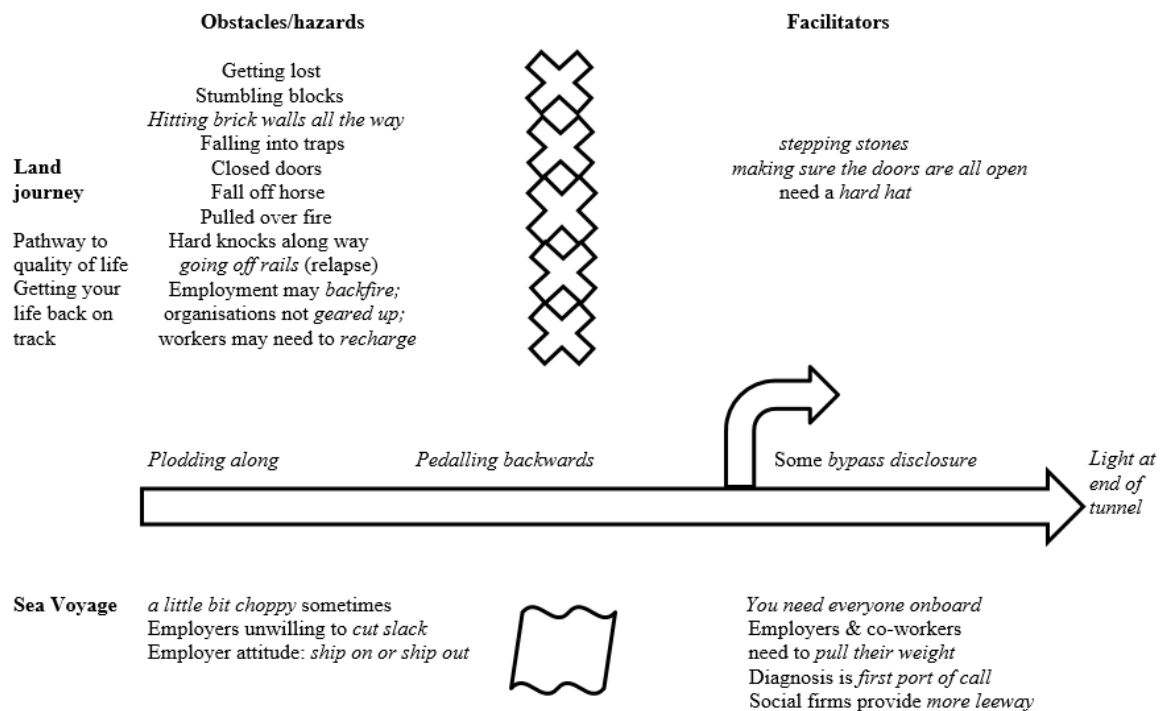 Obstacles/hazards
Facilitators
Getting lost
Stumbling blocks
Hitting brick walls all the way
Falling into traps
Closed doors
Fall off horse
Pulled over fire
Hard knocks along way
going off rails (relapse)
Employment may backfire;
organisations not geared up;
workers may need to recharge
Land
journey
Pathway to
quality of life
Getting your
life back on
track
stepping stones
making sure the doors are all open
need a hard hat
Plodding along
Pedalling backwards
Some bypass disclosure
Light at
end of
tunnel
Sea Voyage
a little bit choppy sometimes
Employers unwilling to cut slack
Employer attitude: ship on or ship out
You need everyone onboard
Employers & co-workers
need to pull their weight
Diagnosis is first port of call
Social firms provide more leeway